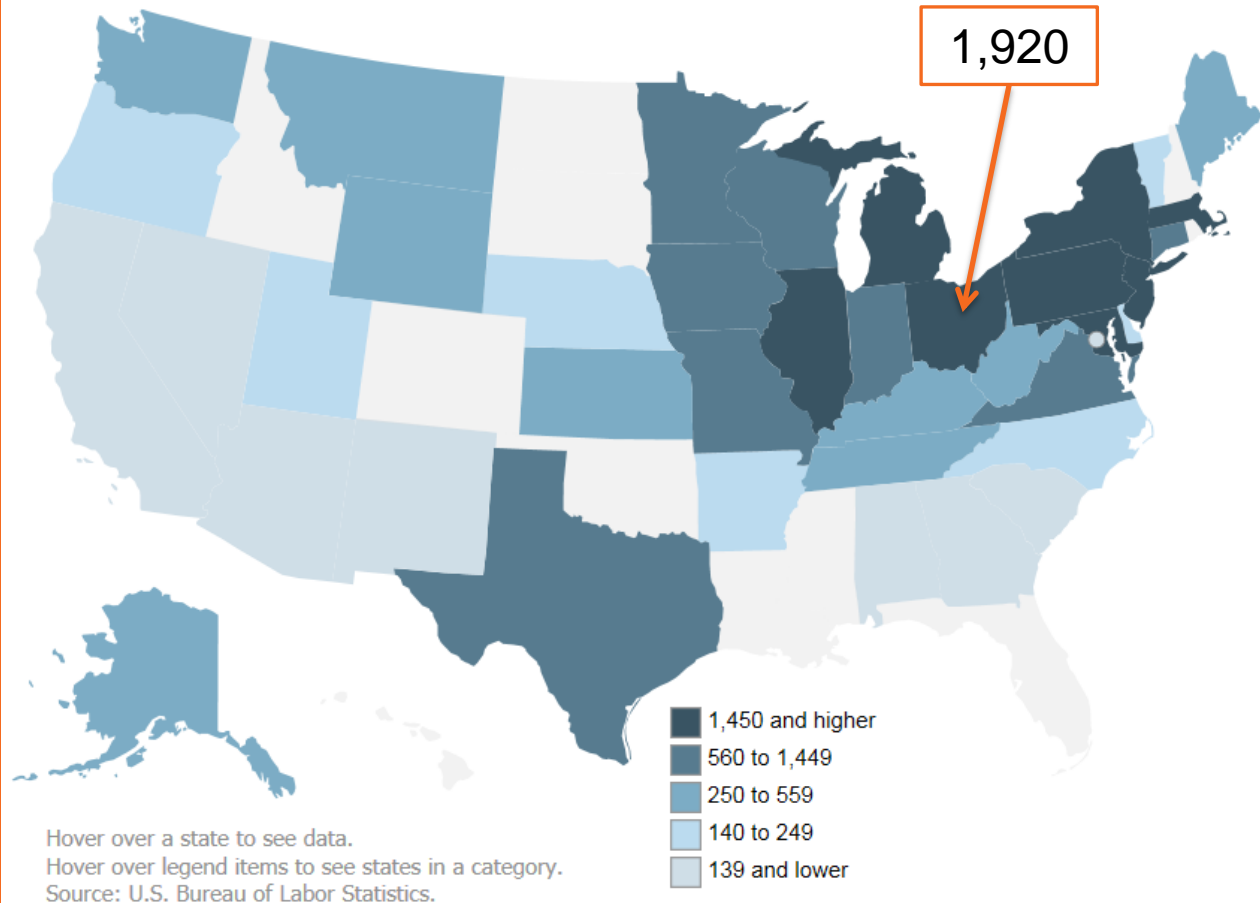 1,920
1,450 and higher
560 to 1,449
250 to 559
140 to 249
139 and lower
Hover over a state to see data.
Hover over legend items to see states in a category.
Source: U.S. Bureau of Labor Statistics.